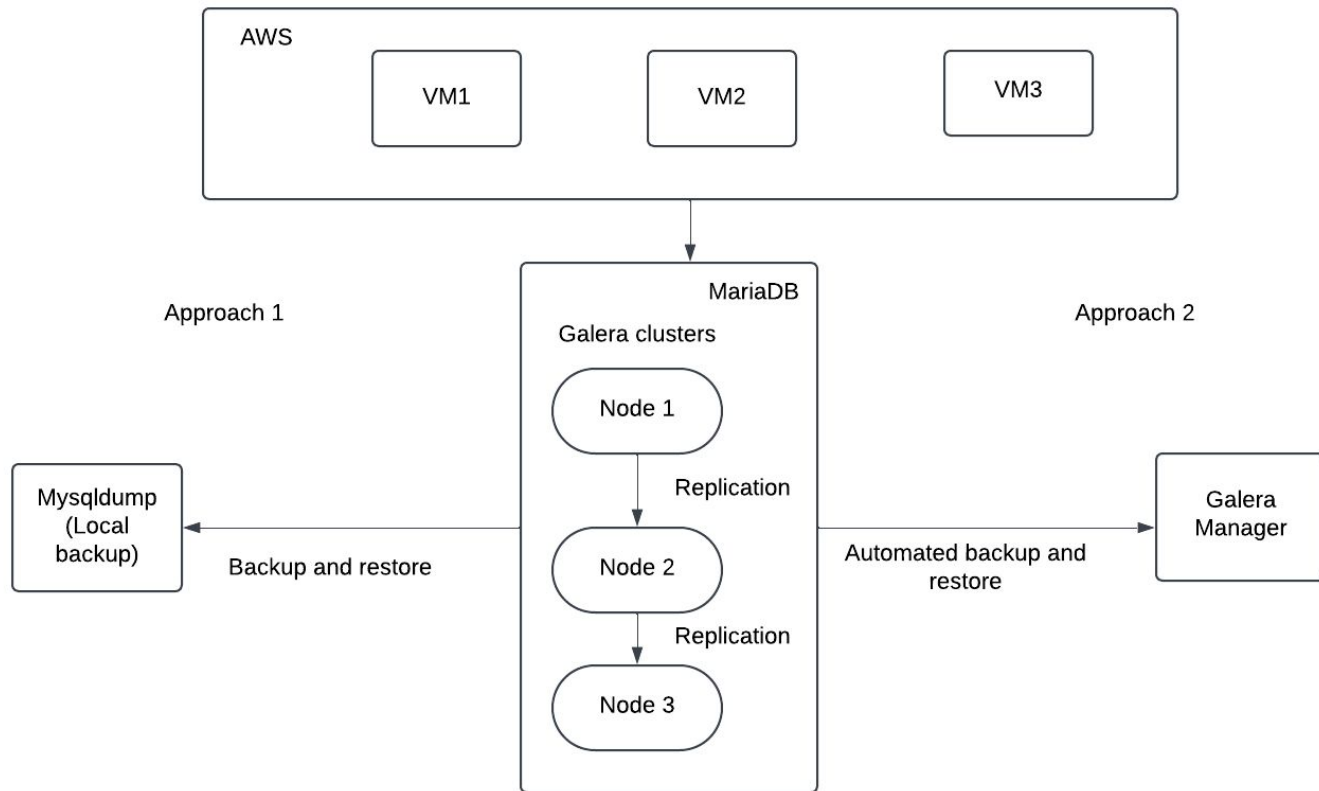 AWS
VM1
VM2
VM3
MariaDB
Approach 1
Approach 2
Galera clusters
Node 1
Replication
Mysqldump
(Local
backup)
Backup and restore
Node 2
Automated backup and
restore
Galera
Manager
Replication
Node 3